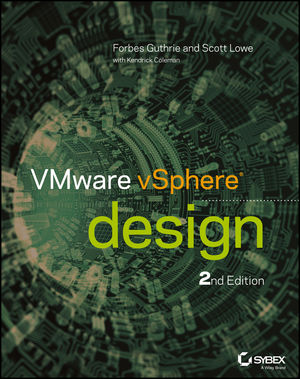 Forbes Guthrie and Scott Lowe
with Kendrick Coleman
VMware vSphere®
design
2nd Edition
SYBEX
A Wiley Brand